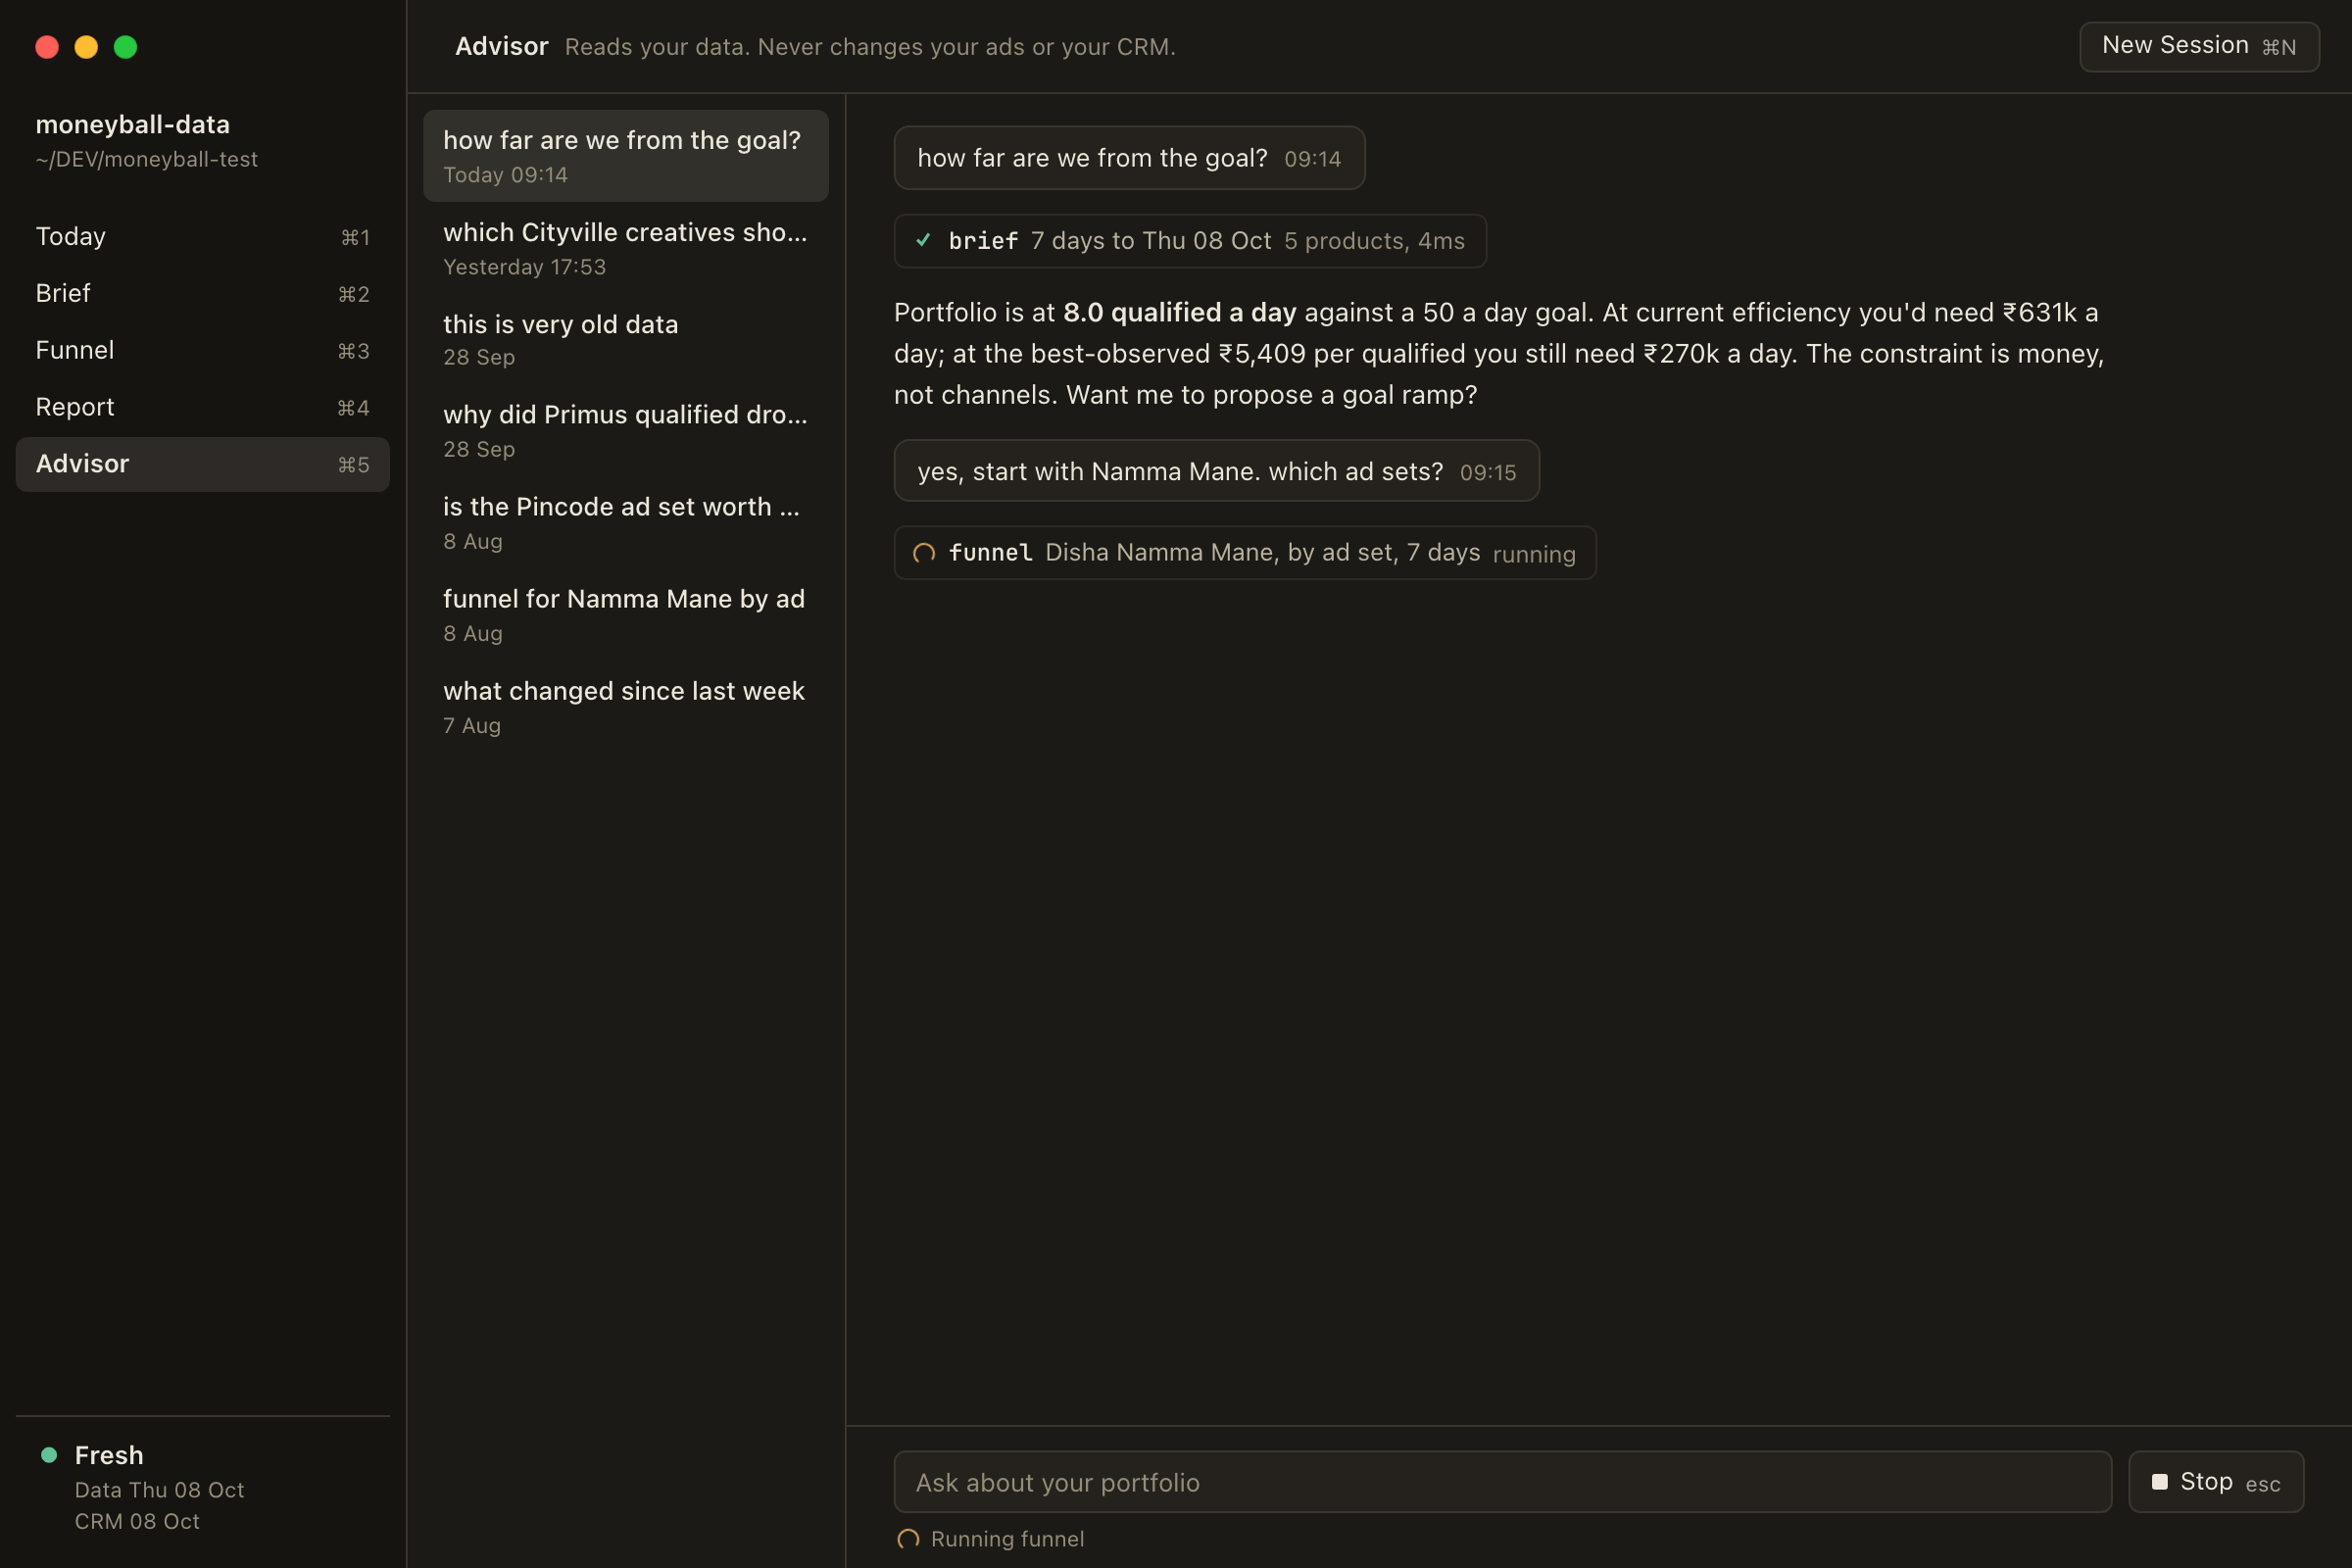 moneyball-data
~/DEV/moneyball-test
Today ⌘1
Brief ⌘2
Funnel ⌘3
Report ⌘4
Advisor ⌘5
Fresh
Data Thu 08 Oct
CRM 08 Oct
Advisor Reads your data. Never changes your ads or your CRM.
New Session ⌘N
how far are we from the goal?
Today 09:14
which Cityville creatives sho...
Yesterday 17:53
this is very old data
28 Sep
why did Primus qualified dro...
28 Sep
is the Pincode ad set worth ...
8 Aug
funnel for Namma Mane by ad
8 Aug
what changed since last week
7 Aug
how far are we from the goal? 09:14
✓ brief 7 days to Thu 08 Oct 5 products, 4ms
Portfolio is at 8.0 qualified a day against a 50 a day goal. At current efficiency you'd need ₹631k a
day; at the best-observed ₹5,409 per qualified you still need ₹270k a day. The constraint is money,
not channels. Want me to propose a goal ramp?
yes, start with Namma Mane. which ad sets? 09:15
funnel Disha Namma Mane, by ad set, 7 days running
Ask about your portfolio
Stop esc
Running funnel